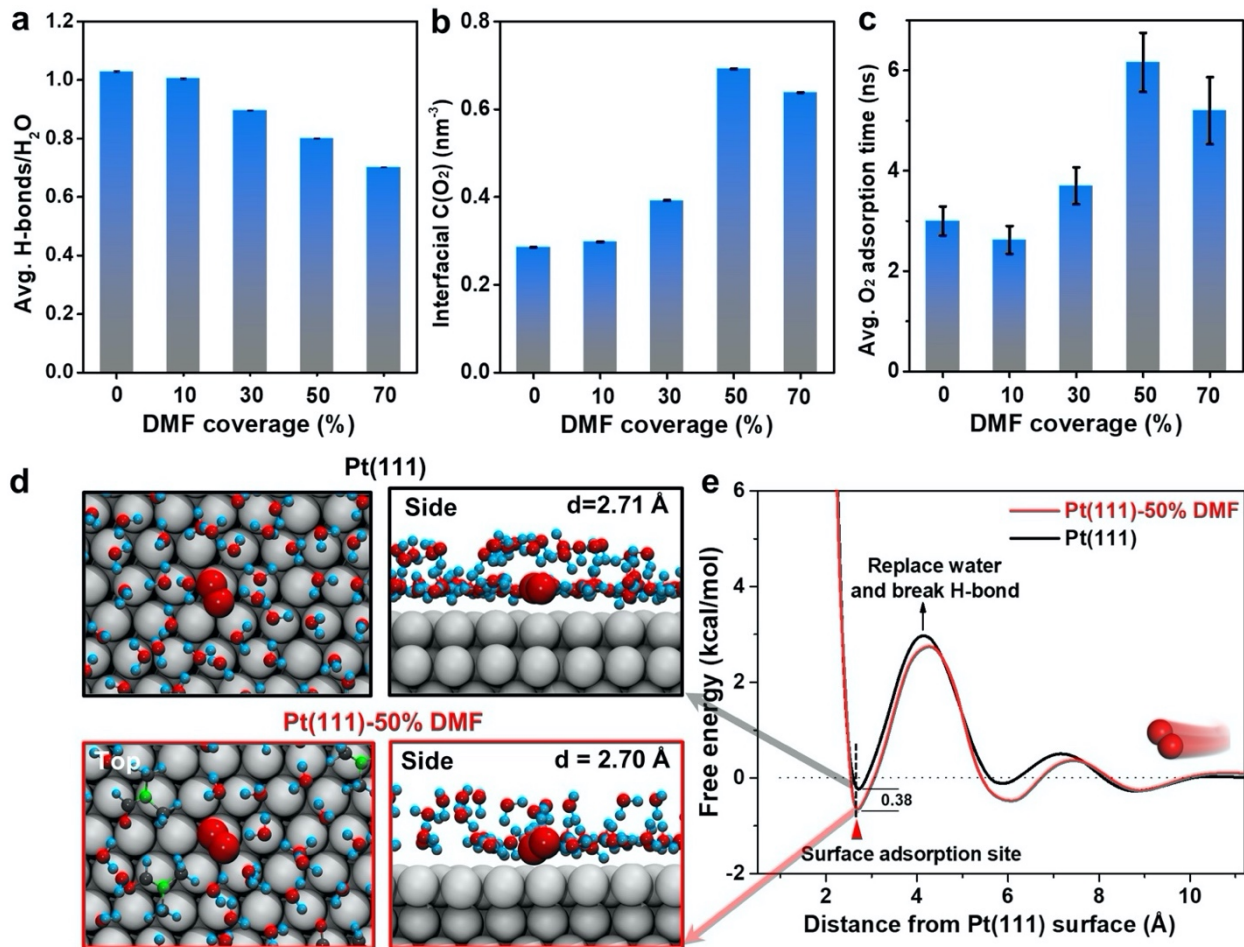 a
1.2
1.0
0.8
0.6
0.4
0.2
0.0
Avg. H-bonds/H₂O
0 10 30 50 70
DMF coverage (%)
b
0.8
0.6
0.4
0.2
0.0
Interfacial C(O₂) (nm⁻³)
0 10 30 50 70
DMF coverage (%)
c
6
4
2
0
Avg. O₂ adsorption time (ns)
0 10 30 50 70
DMF coverage (%)
d
Pt(111)
Side d=2.71 Å
Pt(111)-50% DMF
Top
Side d = 2.70 Å
e
6
4
2
0
-2
Free energy (kcal/mol)
Pt(111)-50% DMF
Pt(111)
Replace water
and break H-bond
0.38
Surface adsorption site
2 4 6 8 10
Distance from Pt(111) surface (Å)